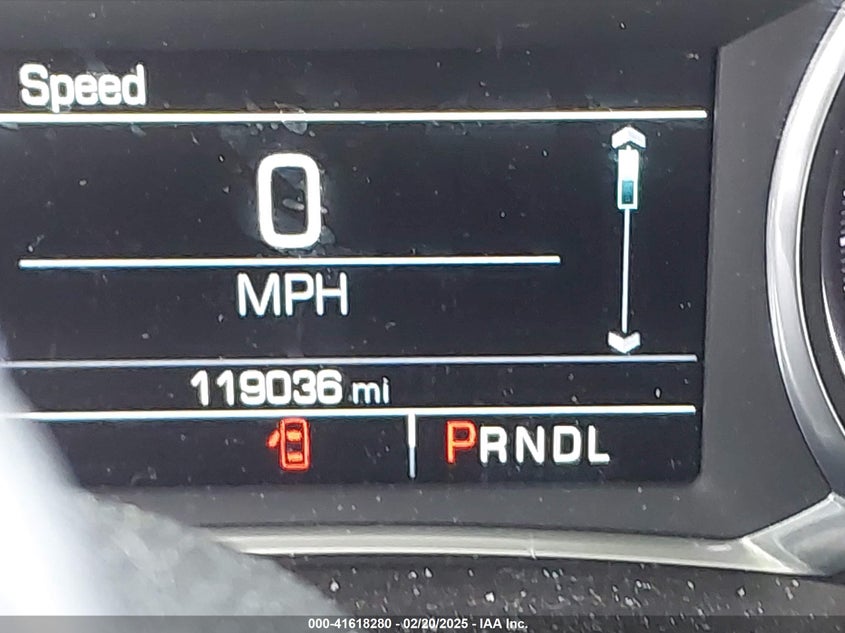 Speed
0
MPH
119036 mi
PRNDL
000-41618280 - 02/20/2025 - IAA Inc.